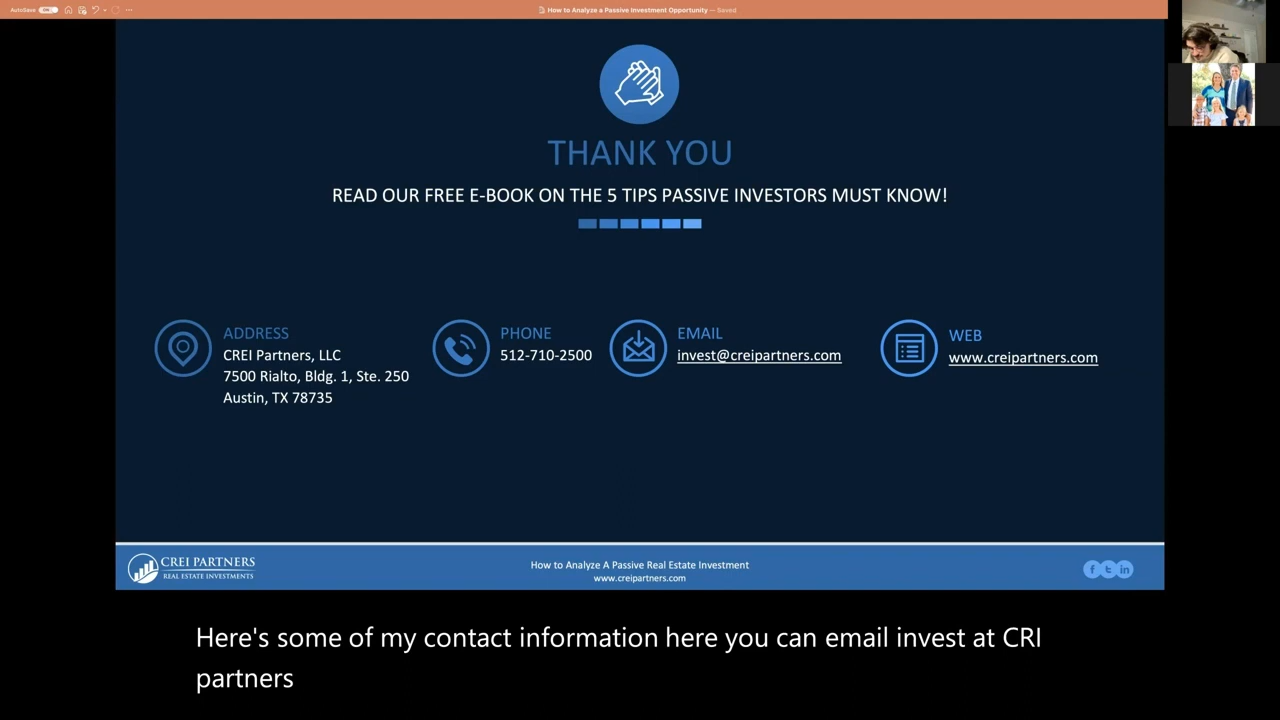 AutoSave ON
How to Analyze a Passive Investment Opportunity — Saved
THANK YOU
READ OUR FREE E-BOOK ON THE 5 TIPS PASSIVE INVESTORS MUST KNOW!
ADDRESS
CREI Partners, LLC
7500 Rialto, Bldg. 1, Ste. 250
Austin, TX 78735
PHONE
512-710-2500
EMAIL
invest@creipartners.com
WEB
www.creipartners.com
CREI PARTNERS
REAL ESTATE INVESTMENTS
How to Analyze A Passive Real Estate Investment
www.creipartners.com
f t in
Here's some of my contact information here you can email invest at CRI
partners